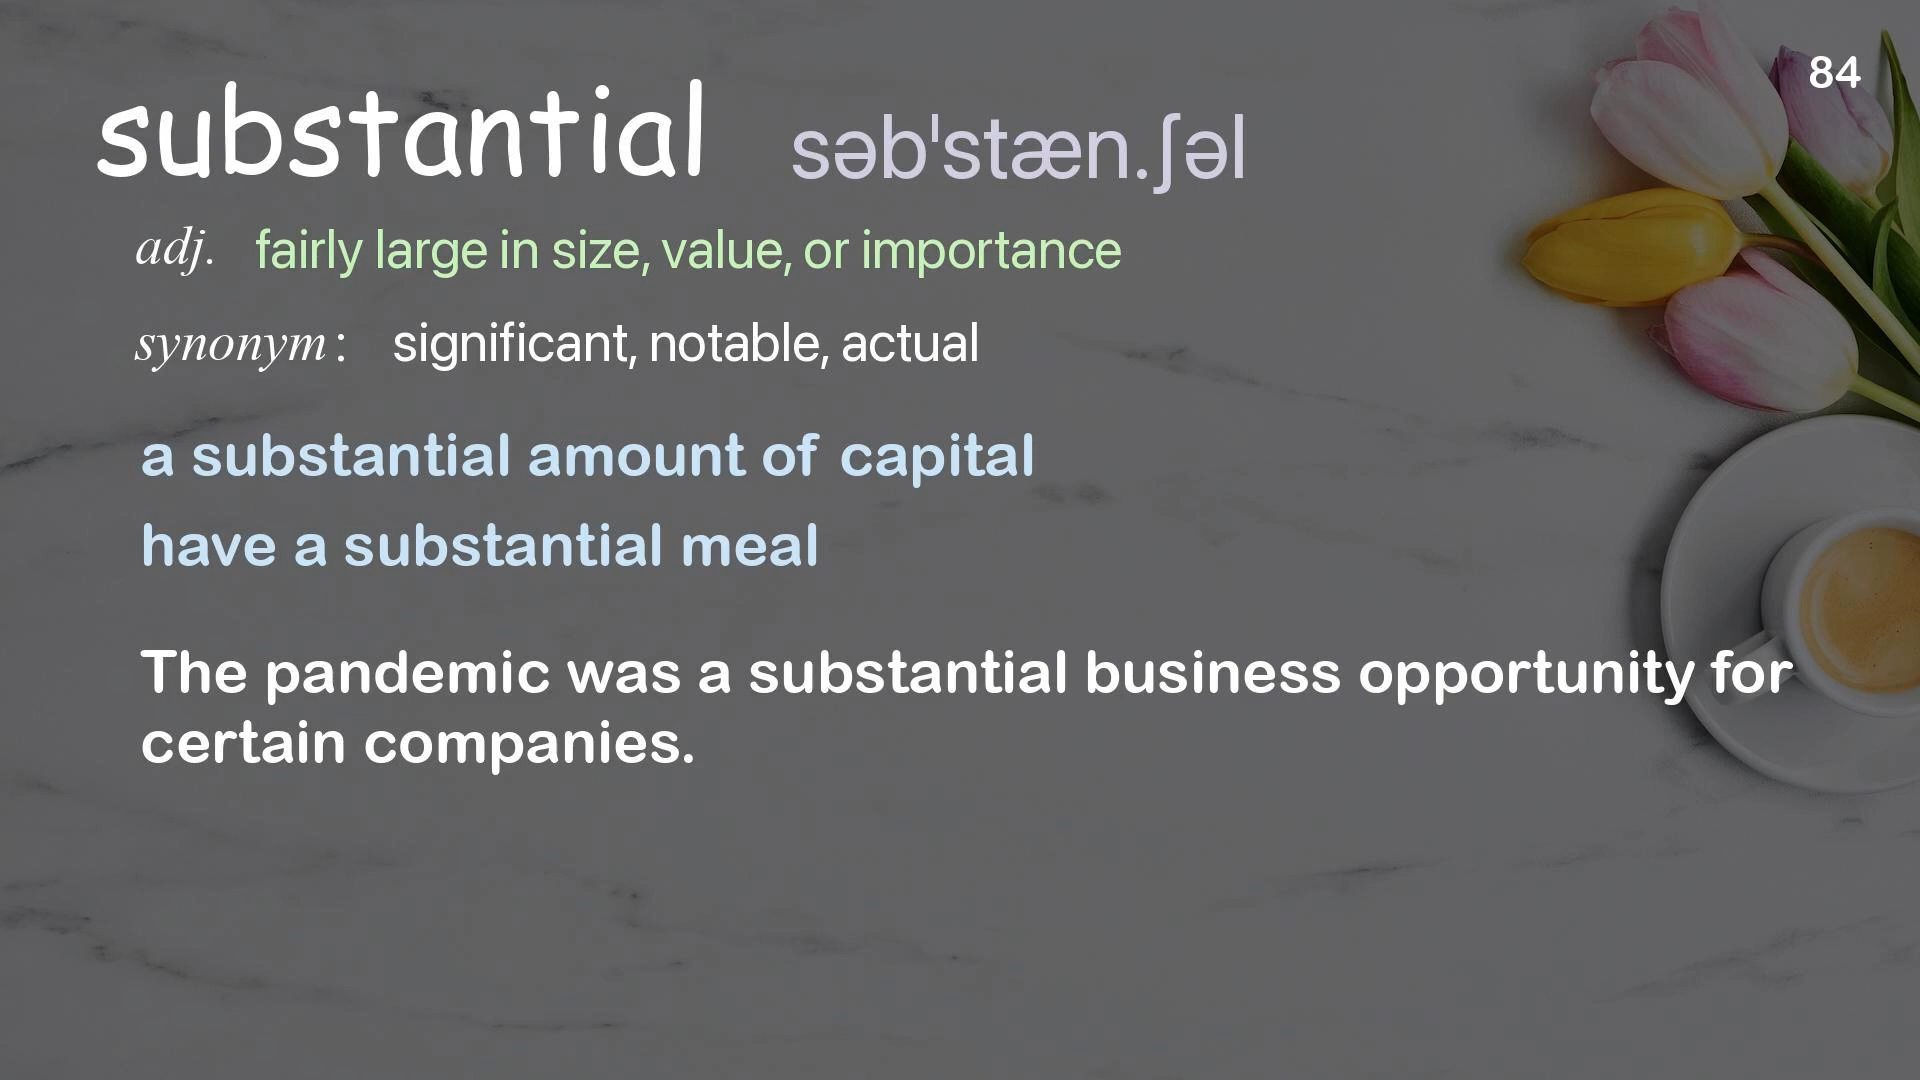 84
substantial səbˈstæn.ʃəl
adj. fairly large in size, value, or importance
synonym: significant, notable, actual
a substantial amount of capital
have a substantial meal
The pandemic was a substantial business opportunity for
certain companies.